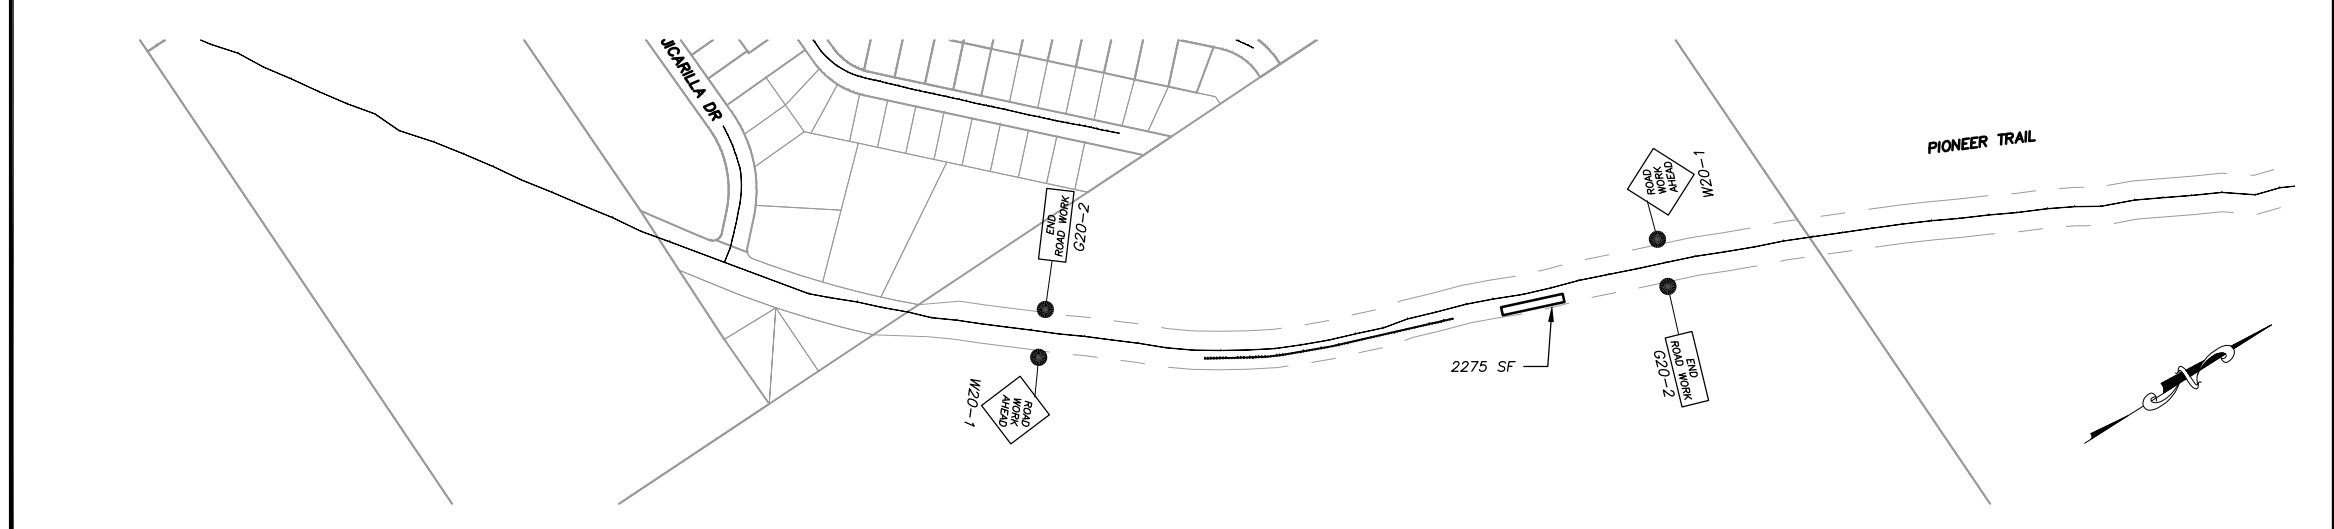 JICARILLA DR
PIONEER TRAIL
END
ROAD WORK
G20-2
ROAD
WORK
AHEAD
W20-1
ROAD
WORK
AHEAD
W20-1
END
ROAD WORK
G20-2
2275 SF
N